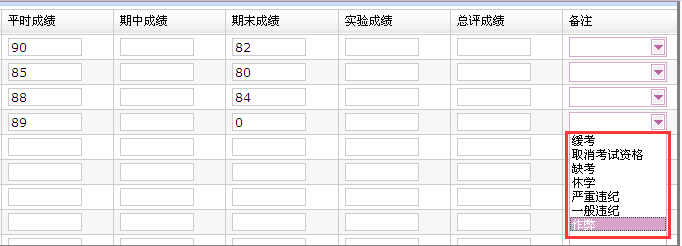 平时成绩 期中成绩 期末成绩 实验成绩 总评成绩 备注
90 82
85 80
88 84
89 0
缓考
取消考试资格
缺考
休学
严重违纪
一般违纪
作弊